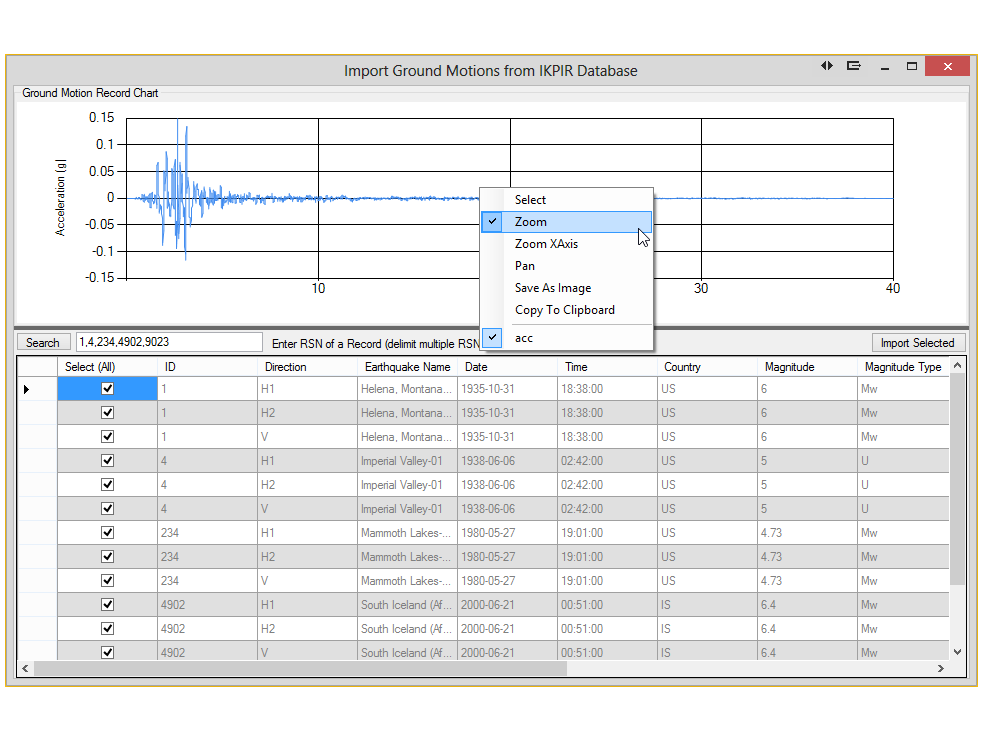 Import Ground Motions from IKPIR Database
Ground Motion Record Chart
0.15
0.1
0.05
0
-0.05
-0.1
-0.15
Acceleration [g]
10
30
40
Select
Zoom
Zoom XAxis
Pan
Save As Image
Copy To Clipboard
acc
Search 1,4,234,4902,9023 Enter RSN of a Record (delimit multiple RSN Import Selected
Select (All) ID Direction Earthquake Name Date Time Country Magnitude Magnitude Type
1 H1 Helena, Montana... 1935-10-31 18:38:00 US 6 Mw
1 H2 Helena, Montana... 1935-10-31 18:38:00 US 6 Mw
1 V Helena, Montana... 1935-10-31 18:38:00 US 6 Mw
4 H1 Imperial Valley-01 1938-06-06 02:42:00 US 5 U
4 H2 Imperial Valley-01 1938-06-06 02:42:00 US 5 U
4 V Imperial Valley-01 1938-06-06 02:42:00 US 5 U
234 H1 Mammoth Lakes-... 1980-05-27 19:01:00 US 4.73 Mw
234 H2 Mammoth Lakes-... 1980-05-27 19:01:00 US 4.73 Mw
234 V Mammoth Lakes-... 1980-05-27 19:01:00 US 4.73 Mw
4902 H1 South Iceland (Af... 2000-06-21 00:51:00 IS 6.4 Mw
4902 H2 South Iceland (Af... 2000-06-21 00:51:00 IS 6.4 Mw
4902 V South Iceland (Af... 2000-06-21 00:51:00 IS 6.4 Mw